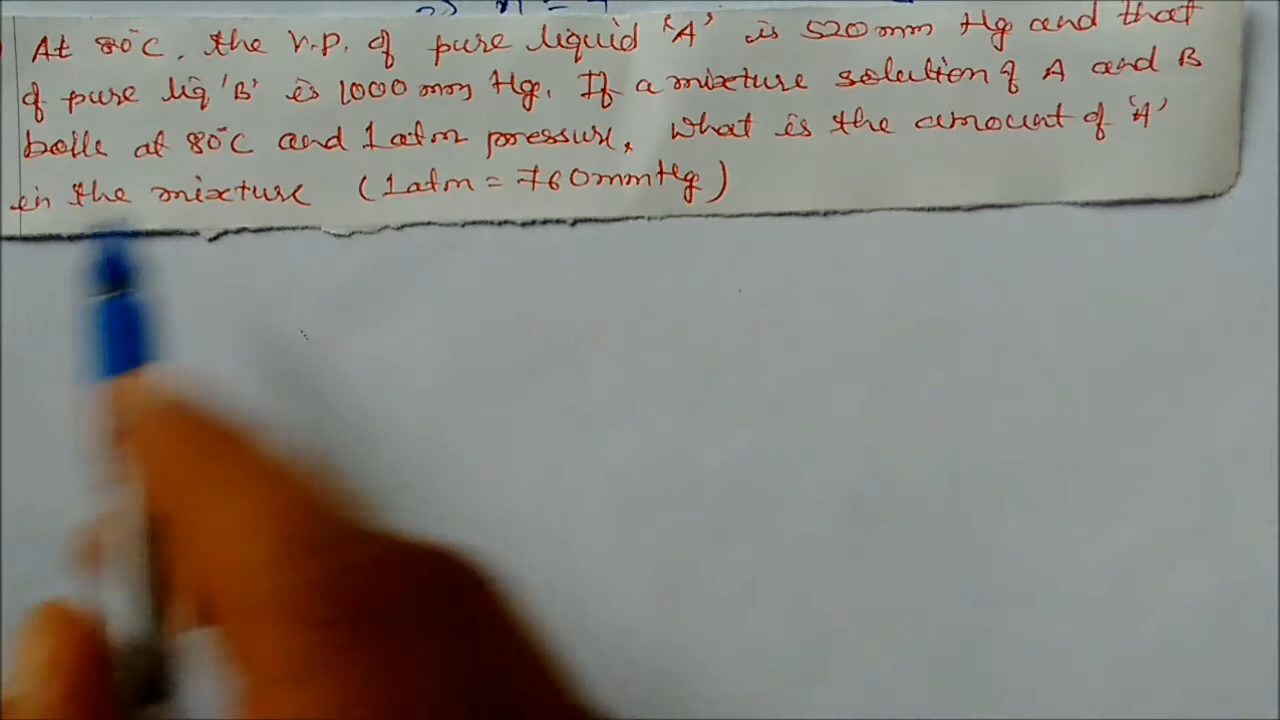 At 80°C, the v.p. of pure liquid 'A' is 520 mm Hg and that
of pure liq 'B' is 1000 mm Hg. If a mixture solution of A and B
boils at 80°C and 1 atm pressure, what is the amount of 'A'
in the mixture (1 atm = 760 mm Hg)